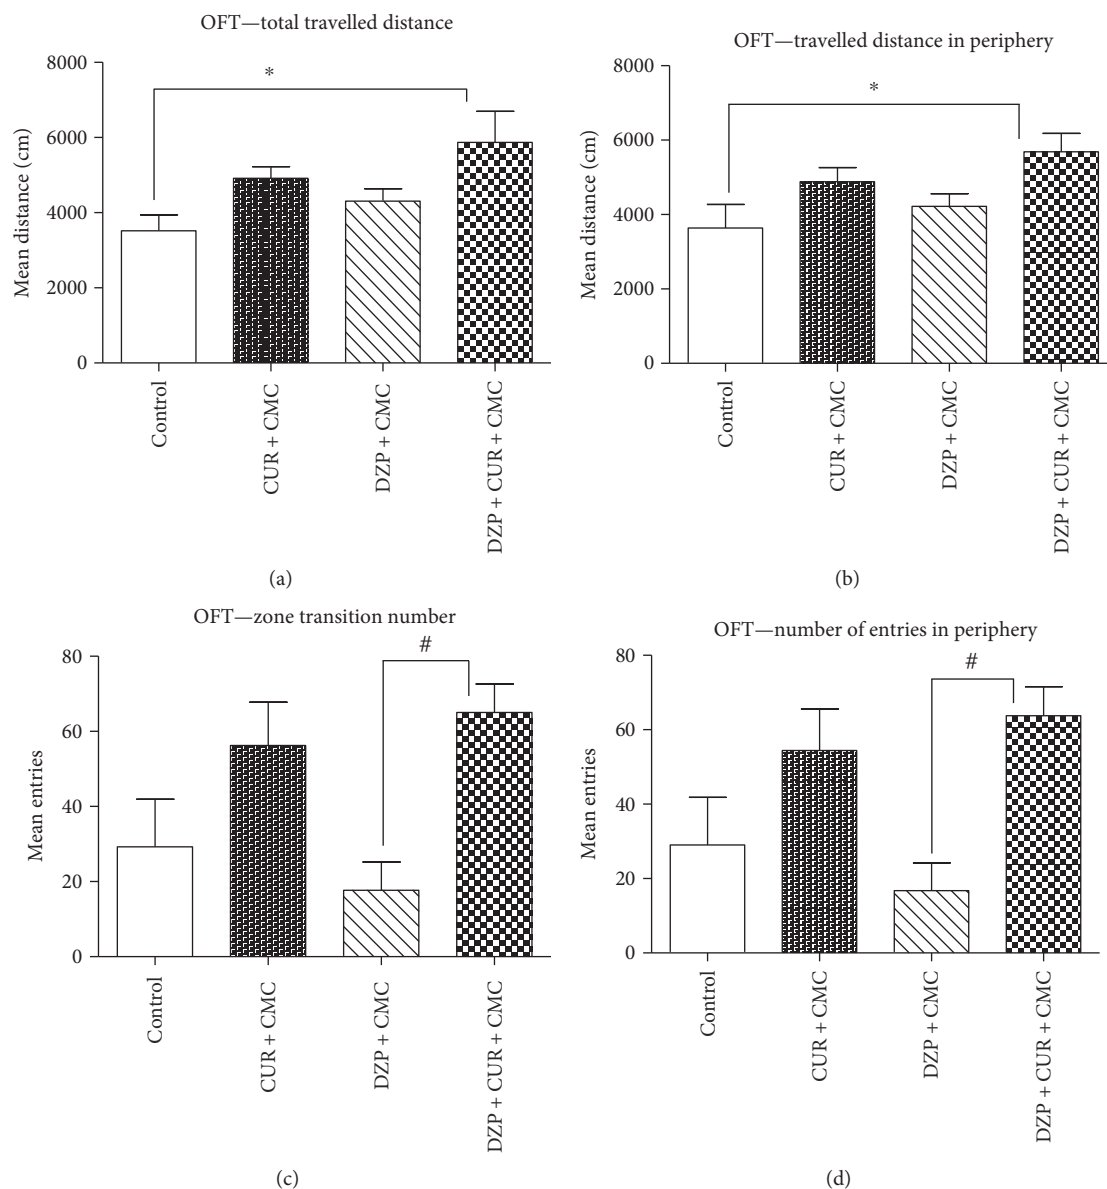 OFT—total travelled distance
8000
6000
4000
2000
0
Mean distance (cm)
*
Control
CUR + CMC
DZP + CMC
DZP + CUR + CMC
(a)
OFT—travelled distance in periphery
8000
6000
4000
2000
0
Mean distance (cm)
*
Control
CUR + CMC
DZP + CMC
DZP + CUR + CMC
(b)
OFT—zone transition number
80
60
40
20
0
Mean entries
#
Control
CUR + CMC
DZP + CMC
DZP + CUR + CMC
(c)
OFT—number of entries in periphery
80
60
40
20
0
Mean entries
#
Control
CUR + CMC
DZP + CMC
DZP + CUR + CMC
(d)